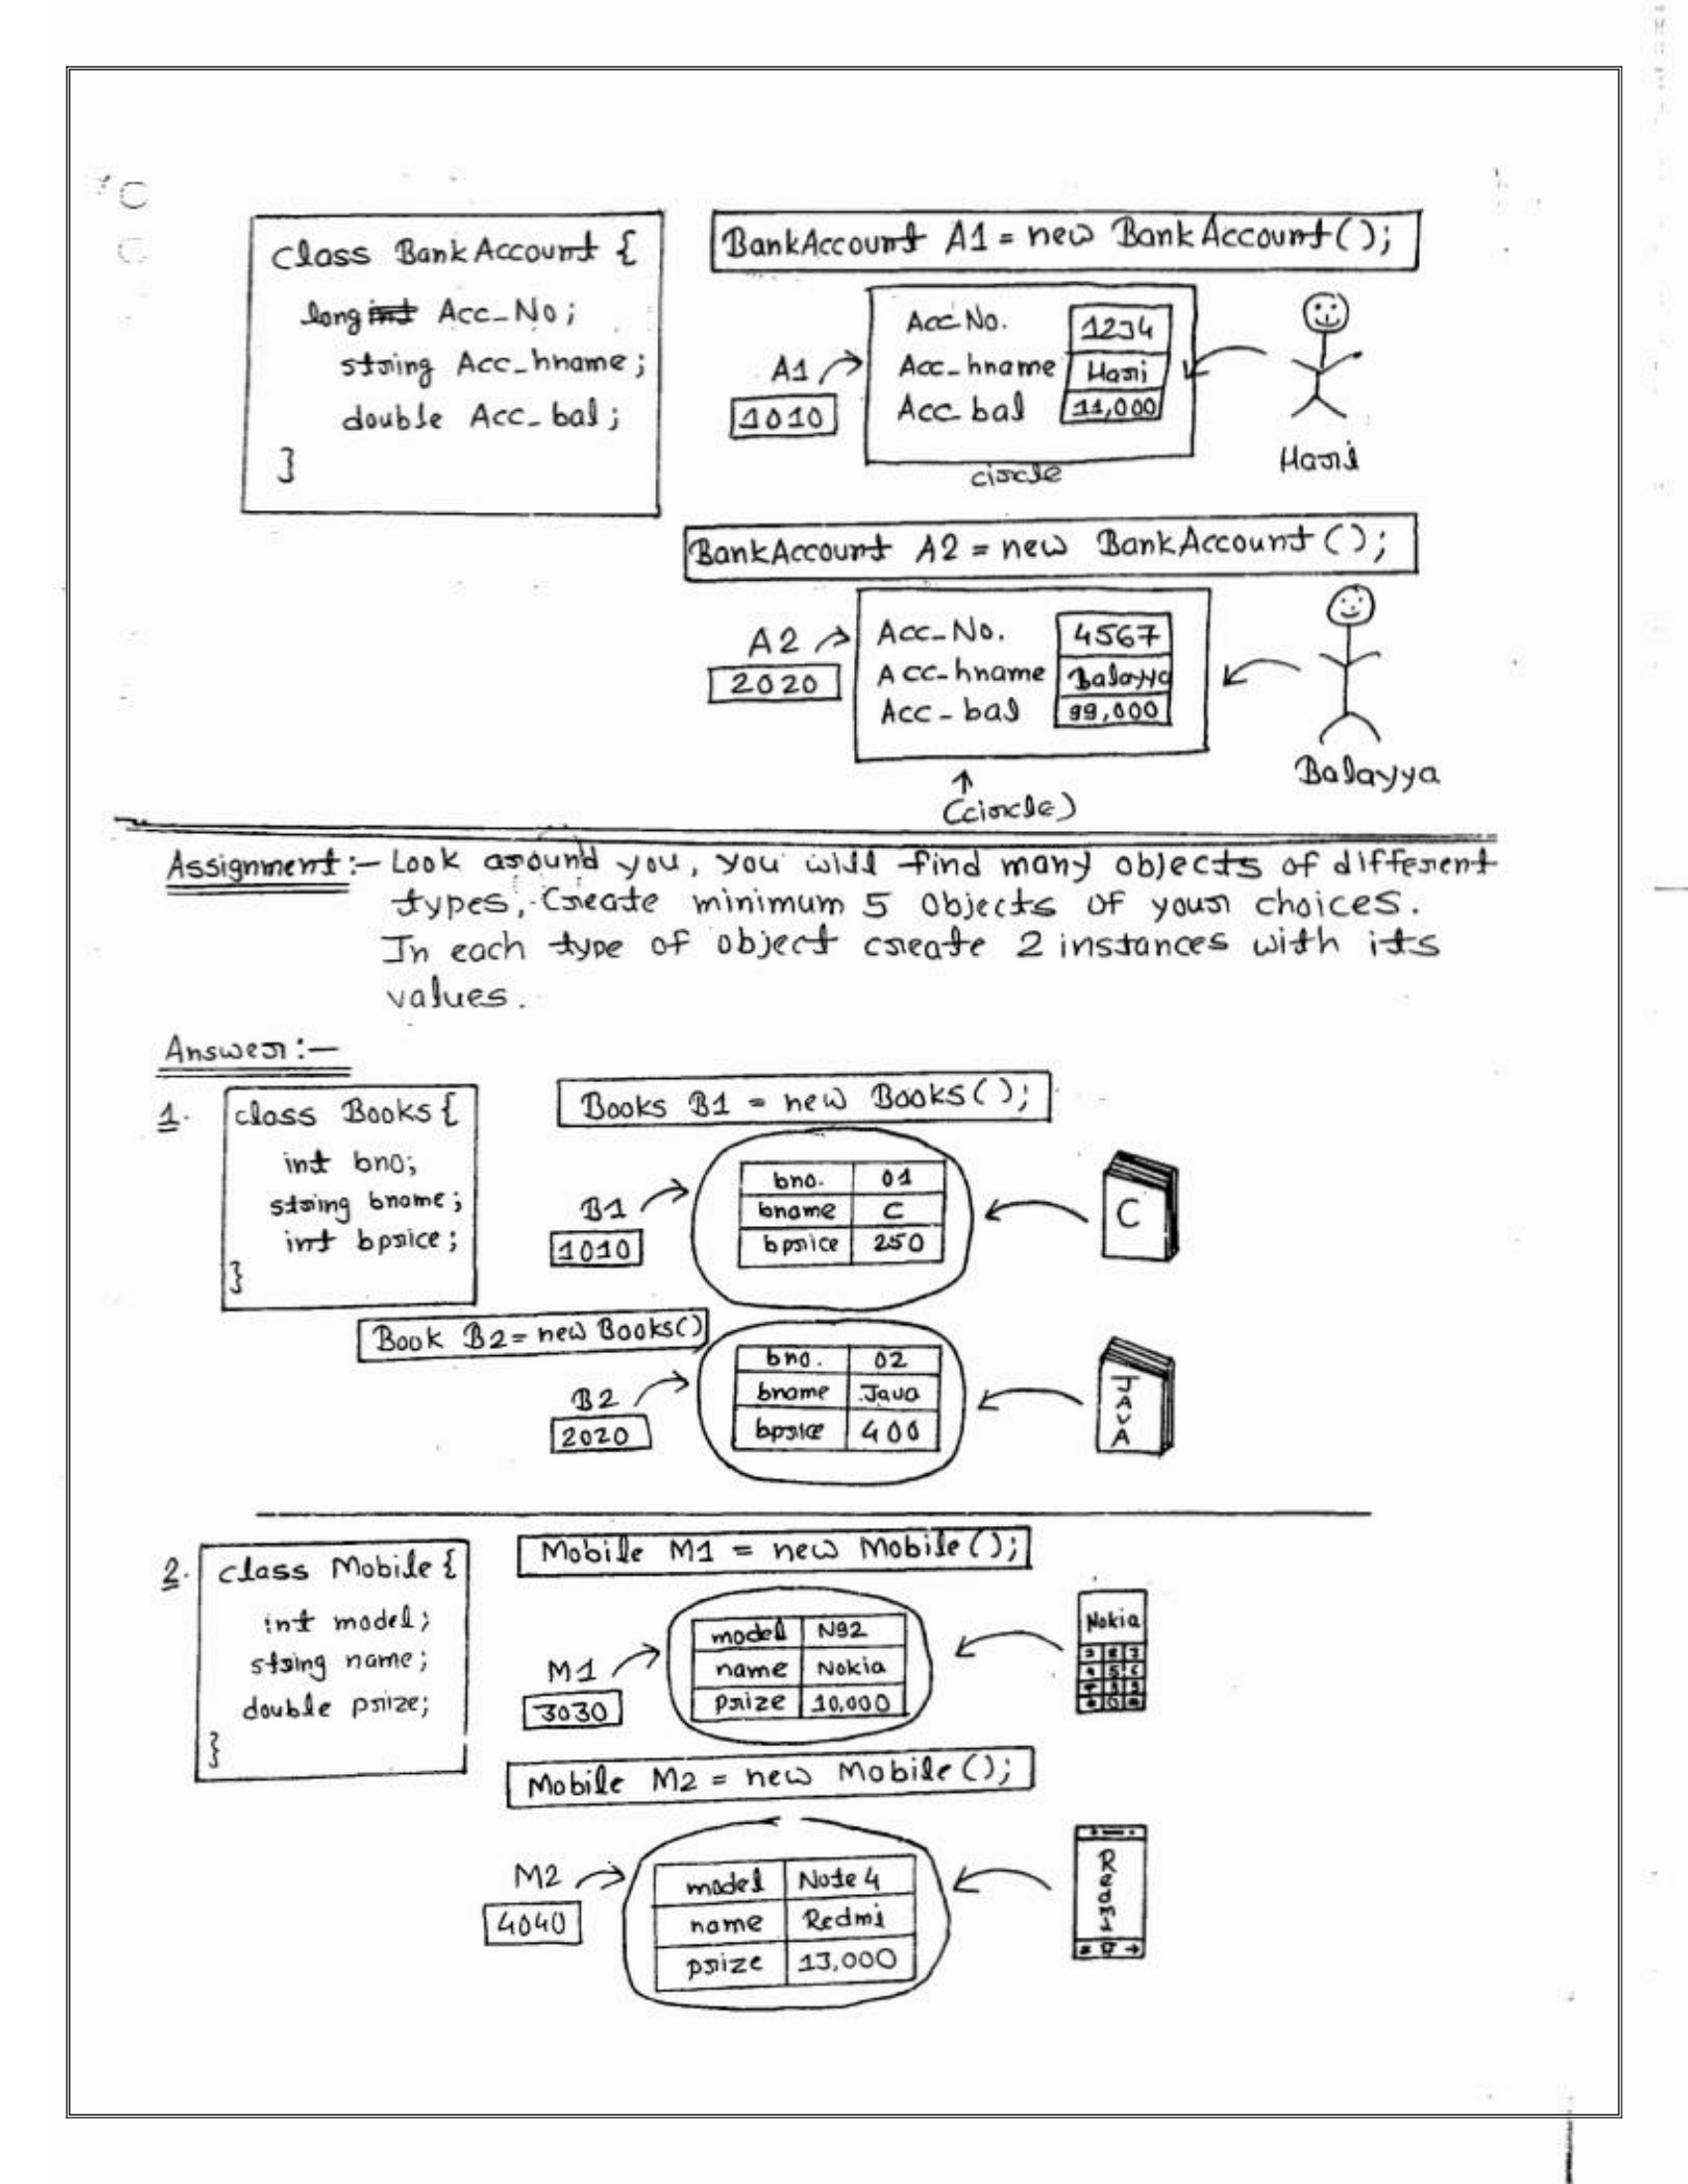 class BankAccount {
long int Acc_No;
string Acc_hname;
double Acc_bal;
}
BankAccount A1 = new BankAccount();
A1
1010
Acc No. 1234
Acc_hname Hari
Acc bal 11,000
circle
Hari
BankAccount A2 = new BankAccount();
A2
2020
Acc_No. 4567
Acc_hname Balayya
Acc_bal 99,000
(circle)
Balayya
Assignment:- Look around you, you will find many objects of different
types, Create minimum 5 Objects of your choices.
In each type of object create 2 instances with its
values.
Answer:-
1.
class Books {
int bno;
string bname;
int bprice;
}
Books B1 = new Books();
B1
1010
bno. 01
bname C
bprice 250
C
Book B2 = new Books()
B2
2020
bno. 02
bname Java
bprice 400
JAVA
2.
class Mobile {
int model;
string name;
double prize;
}
Mobile M1 = new Mobile();
M1
3030
model N92
name Nokia
prize 10,000
Nokia
Mobile M2 = new Mobile();
M2
4040
model Note 4
name Redmi
prize 13,000
Redmi